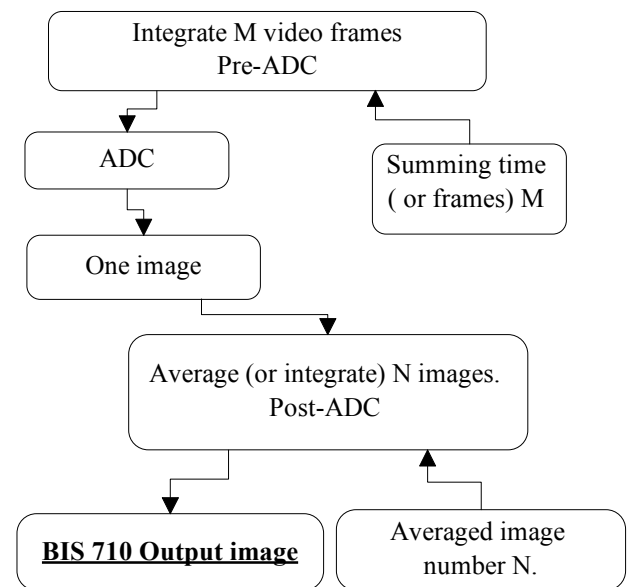 Integrate M video frames
Pre-ADC
ADC
Summing time
( or frames) M
One image
Average (or integrate) N images.
Post-ADC
BIS 710 Output image
Averaged image
number N.